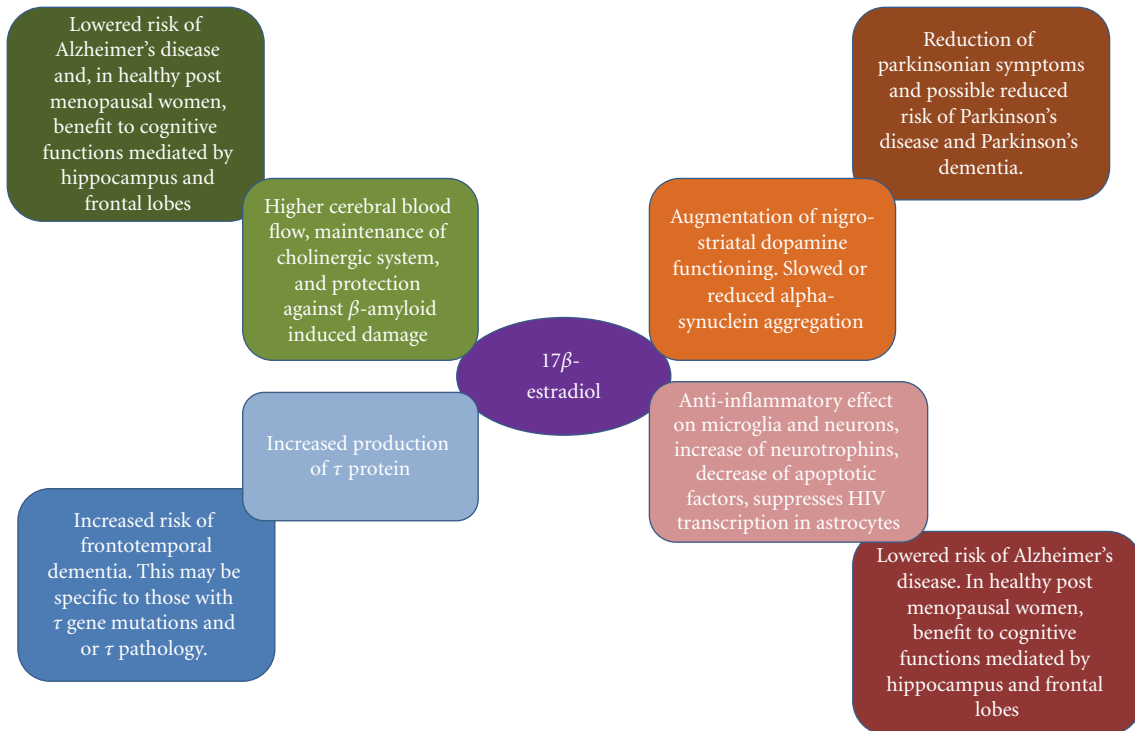 Lowered risk of
Alzheimer's disease
and, in healthy post
menopausal women,
benefit to cognitive
functions mediated by
hippocampus and
frontal lobes
Higher cerebral blood
flow, maintenance of
cholinergic system,
and protection
against β-amyloid
induced damage
Reduction of
parkinsonian symptoms
and possible reduced
risk of Parkinson's
disease and Parkinson's
dementia.
Augmentation of nigro-
striatal dopamine
functioning. Slowed or
reduced alpha-
synuclein aggregation
17β-
estradiol
Increased production
of τ protein
Increased risk of
frontotemporal
dementia. This may be
specific to those with
τ gene mutations and
or τ pathology.
Anti-inflammatory effect
on microglia and neurons,
increase of neurotrophins,
decrease of apoptotic
factors, suppresses HIV
transcription in astrocytes
Lowered risk of Alzheimer's
disease. In healthy post
menopausal women,
benefit to cognitive
functions mediated by
hippocampus and frontal
lobes